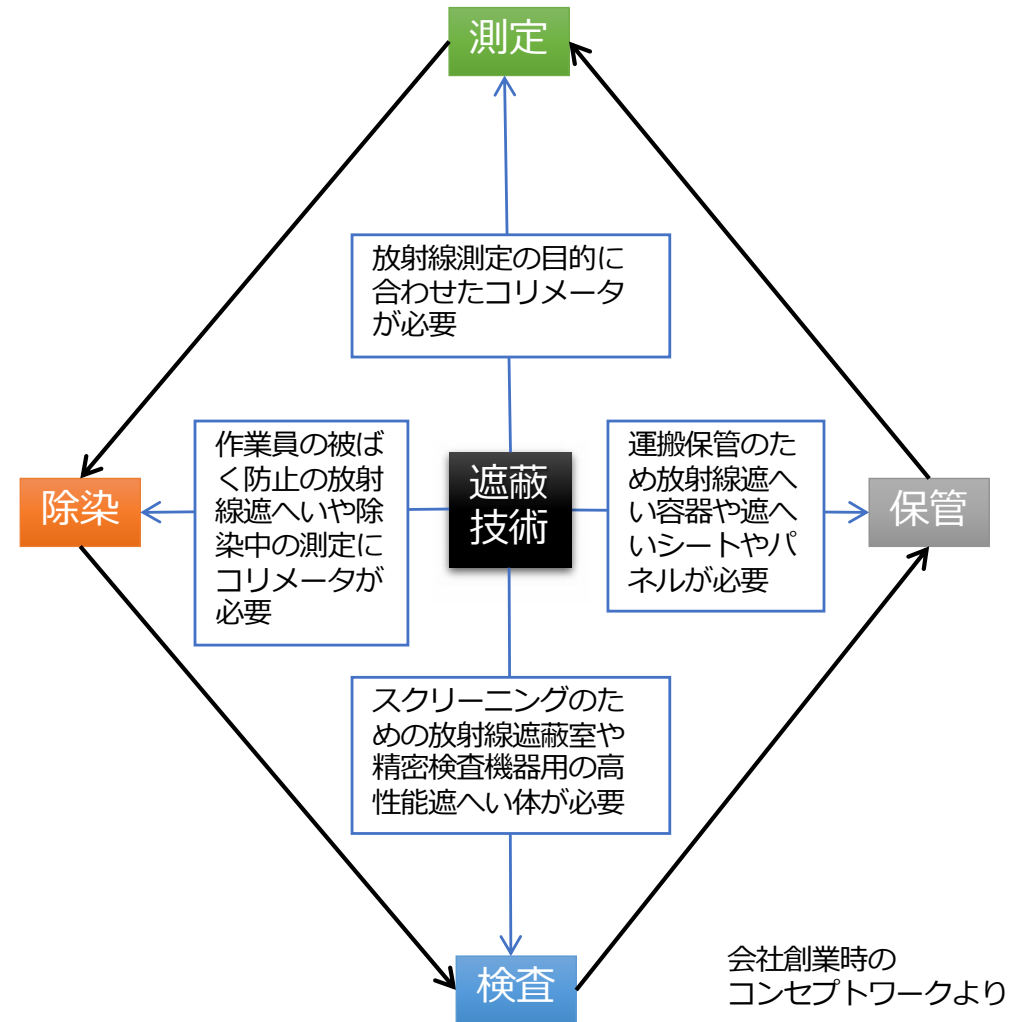 測定
放射線測定の目的に
合わせたコリメータ
が必要
除染
作業員の被ば
く防止の放射
線遮へいや除
染中の測定に
コリメータが
必要
遮蔽
技術
運搬保管のた
め放射線遮へ
い容器や遮へ
いシートやパ
ネルが必要
保管
スクリーニングのた
めの放射線遮蔽室や
精密検査機器用の高
性能遮へい体が必要
検査
会社創業時の
コンセプトワークより